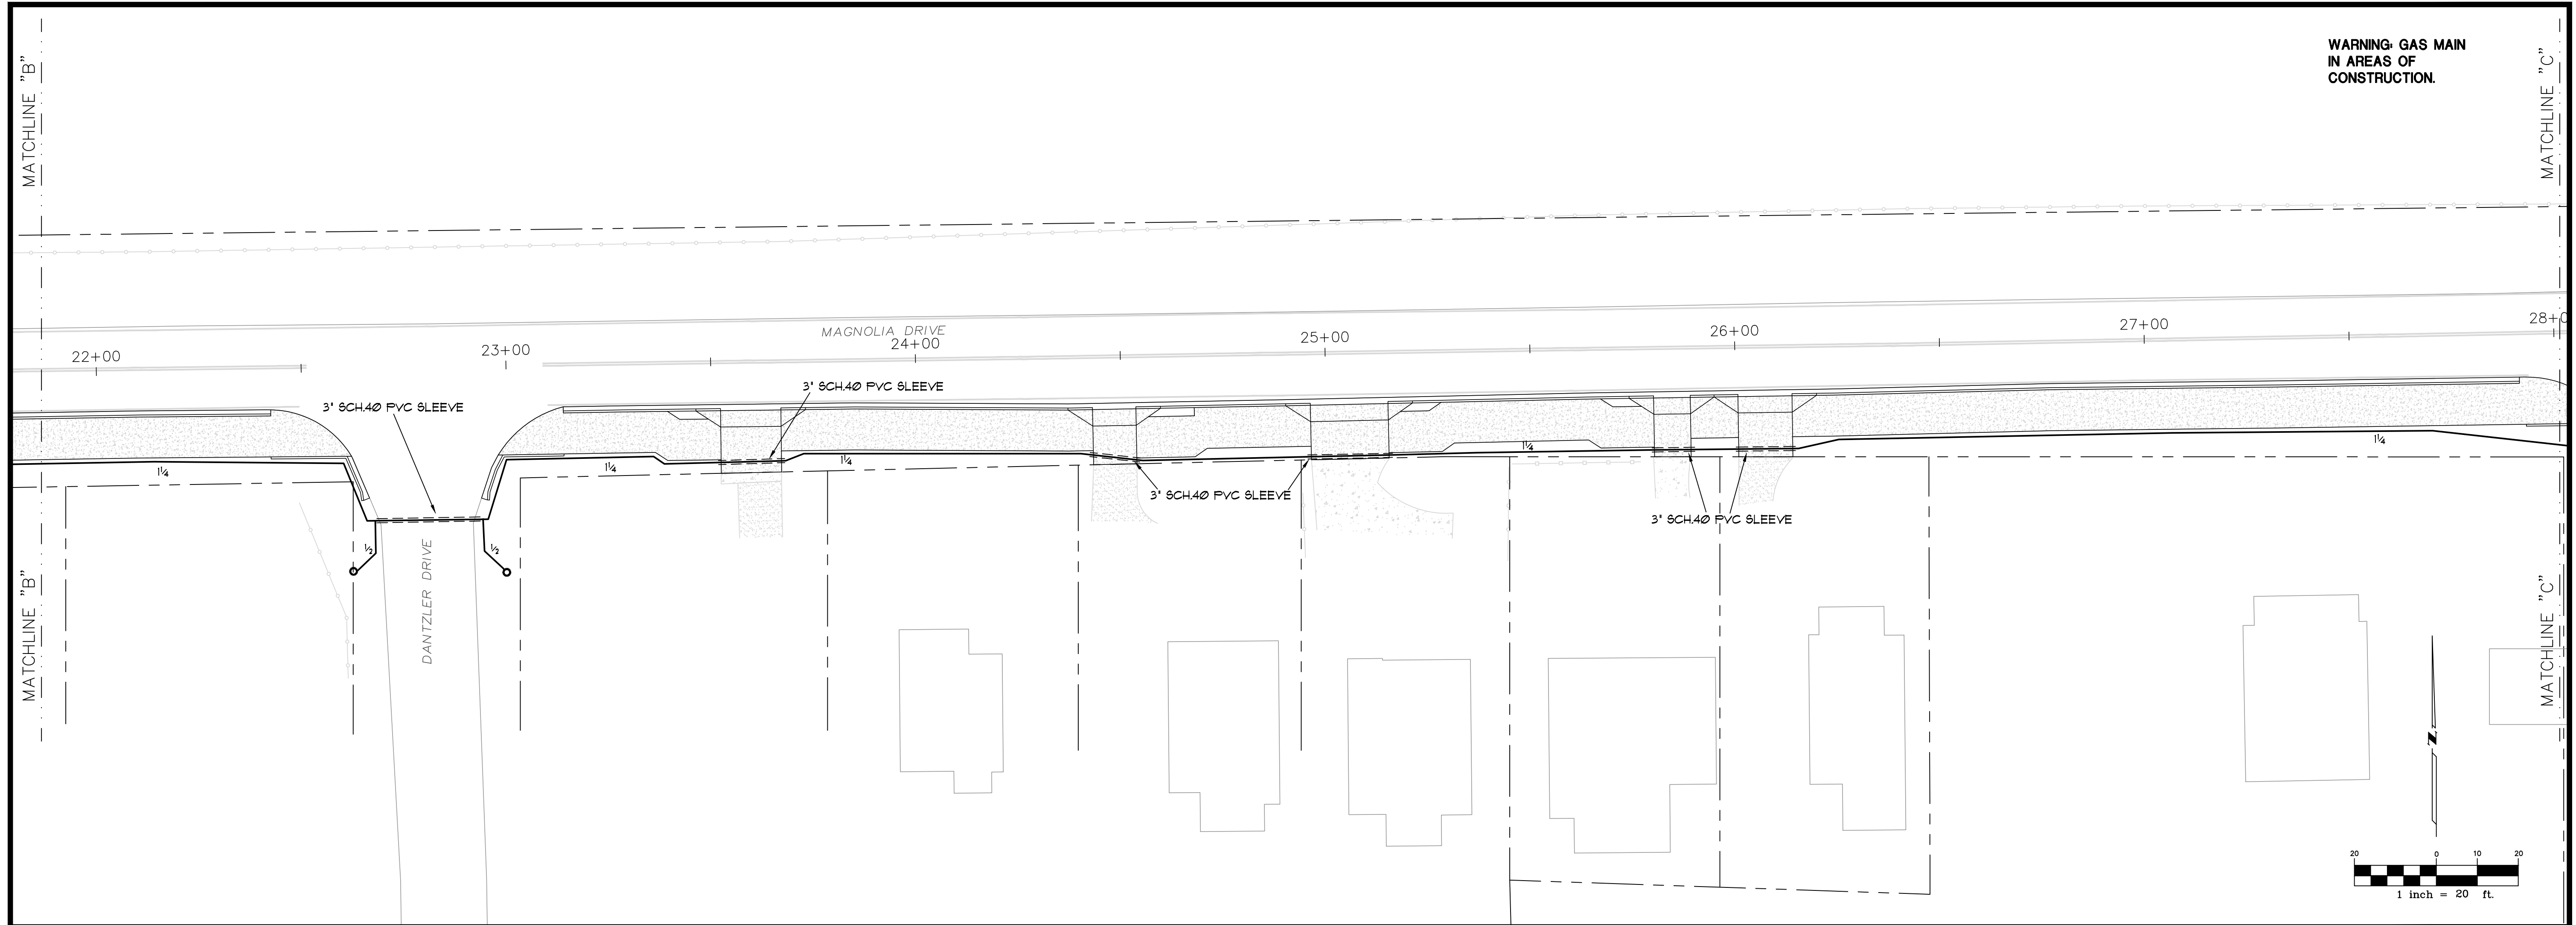 MATCHLINE "B"
WARNING: GAS MAIN
IN AREAS OF
CONSTRUCTION.
MATCHLINE "C"
MAGNOLIA DRIVE
22+00
23+00
24+00
25+00
26+00
27+00
28+0
3" SCH.40 PVC SLEEVE
3" SCH.40 PVC SLEEVE
1¼
1¼
1¼
1¼
1¼
3" SCH.40 PVC SLEEVE
3" SCH.40 PVC SLEEVE
½
½
DANTZLER DRIVE
MATCHLINE "B"
MATCHLINE "C"
N
20
0
10
20
1 inch = 20 ft.